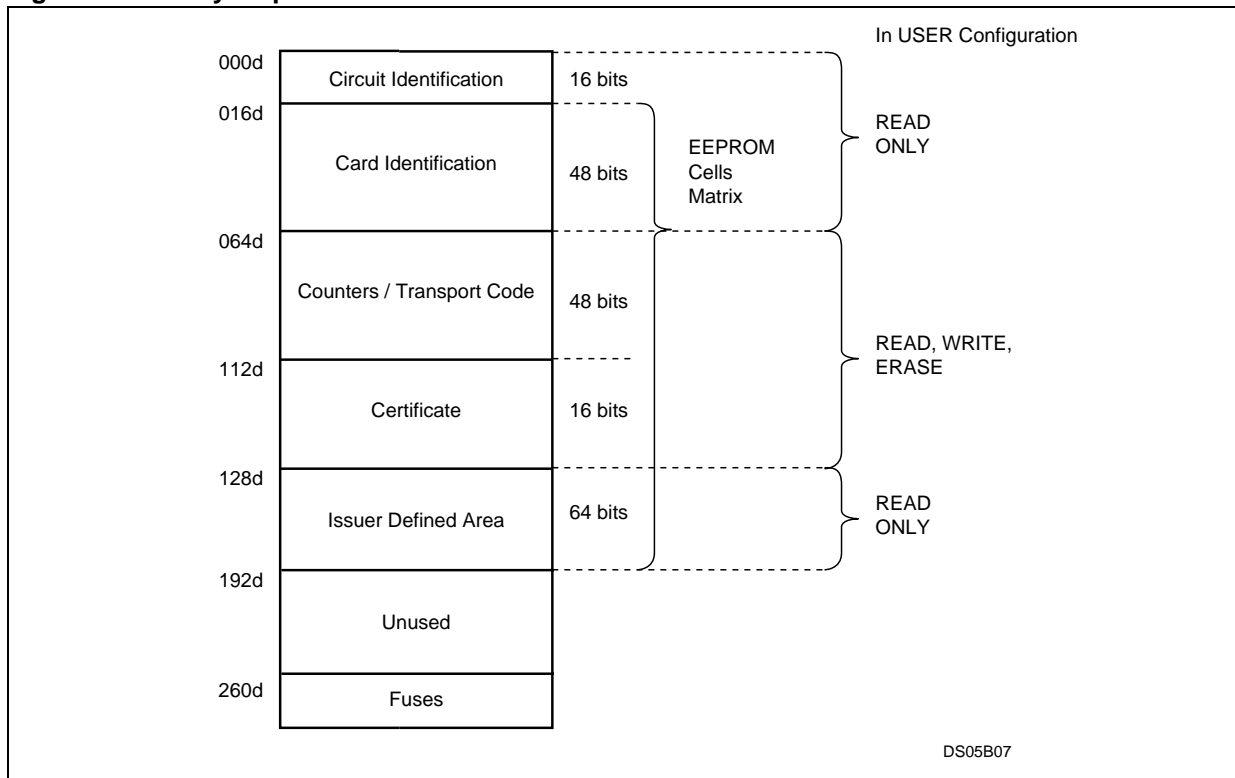 In USER Configuration
000d
Circuit Identification
16 bits
016d
READ
ONLY
EEPROM
Cells
Matrix
Card Identification
48 bits
064d
Counters / Transport Code
48 bits
READ, WRITE,
ERASE
112d
Certificate
16 bits
128d
Issuer Defined Area
64 bits
READ
ONLY
192d
Unused
260d
Fuses
DS05B07